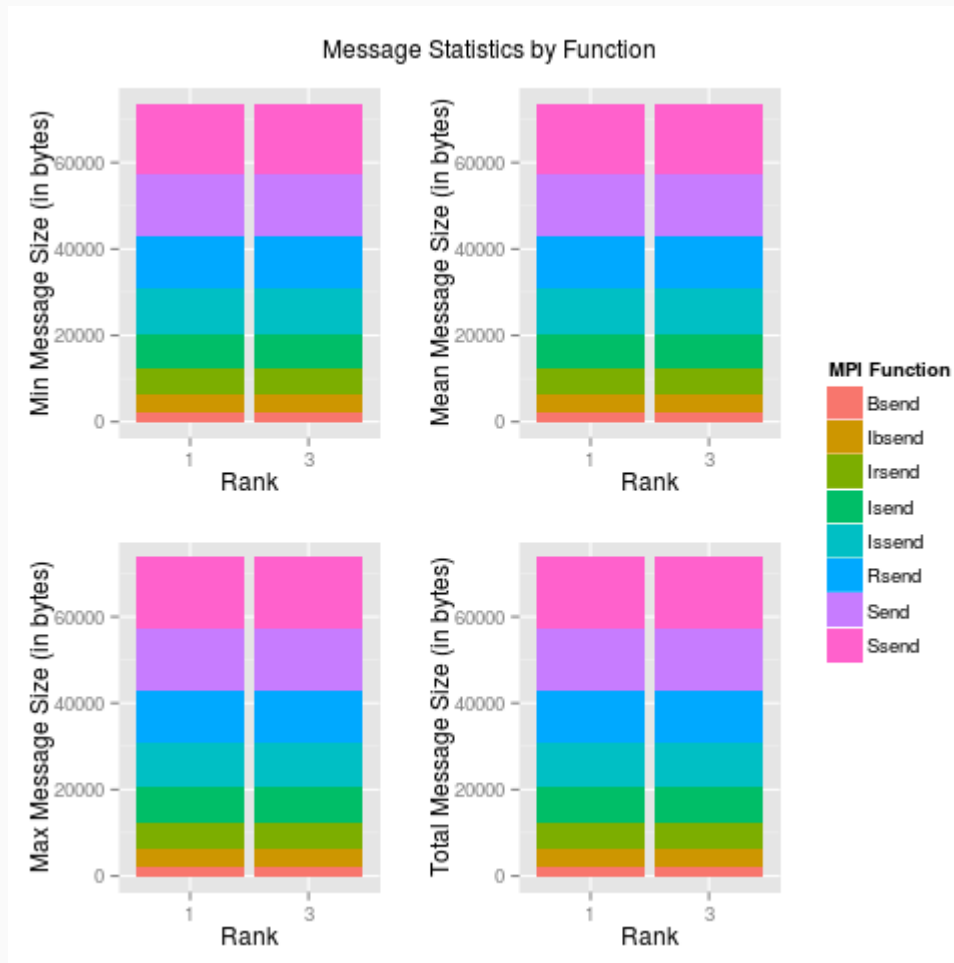 Message Statistics by Function
Min Message Size (in bytes)
60000
40000
20000
0
1
3
Rank
Mean Message Size (in bytes)
60000
40000
20000
0
1
3
Rank
Max Message Size (in bytes)
60000
40000
20000
0
1
3
Rank
Total Message Size (in bytes)
60000
40000
20000
0
1
3
Rank
MPI Function
Bsend
Ibsend
Irsend
Isend
Issend
Rsend
Send
Ssend